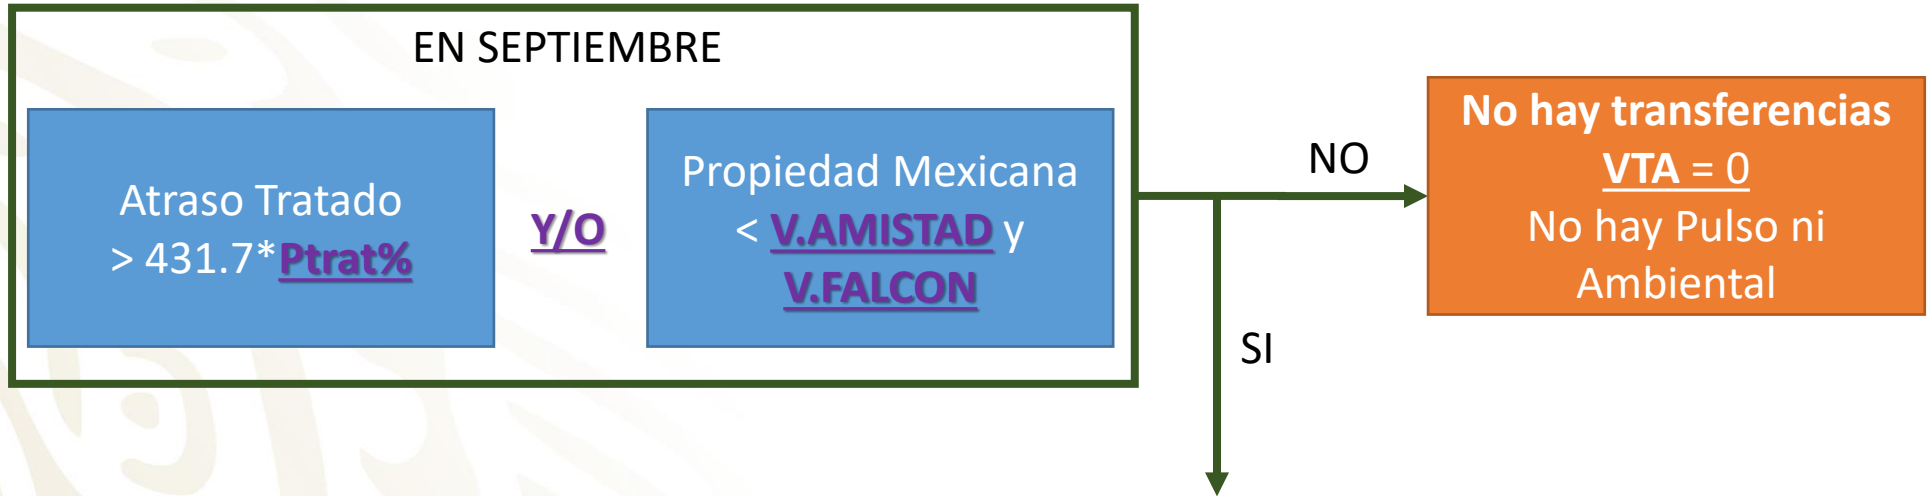 EN SEPTIEMBRE
Atraso Tratado
> 431.7*Ptrat%
Y/O
Propiedad Mexicana
< V.AMISTAD y
V.FALCON
NO
SI
No hay transferencias
VTA = 0
No hay Pulso ni
Ambiental